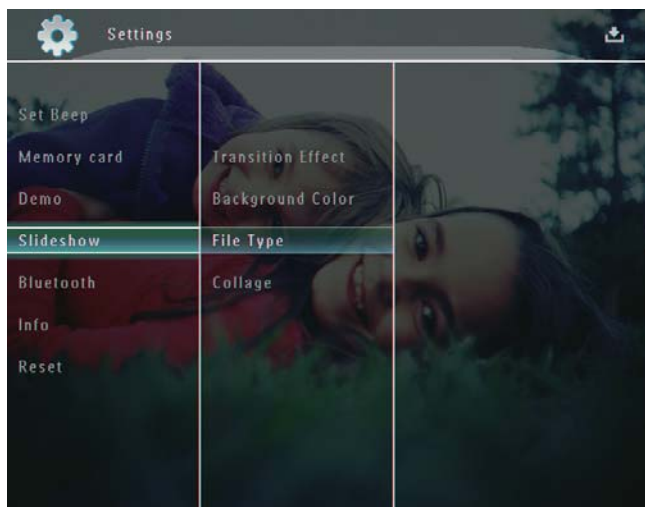 Settings
Set Beep
Memory card
Demo
Slideshow
Bluetooth
Info
Reset
Transition Effect
Background Color
File Type
Collage